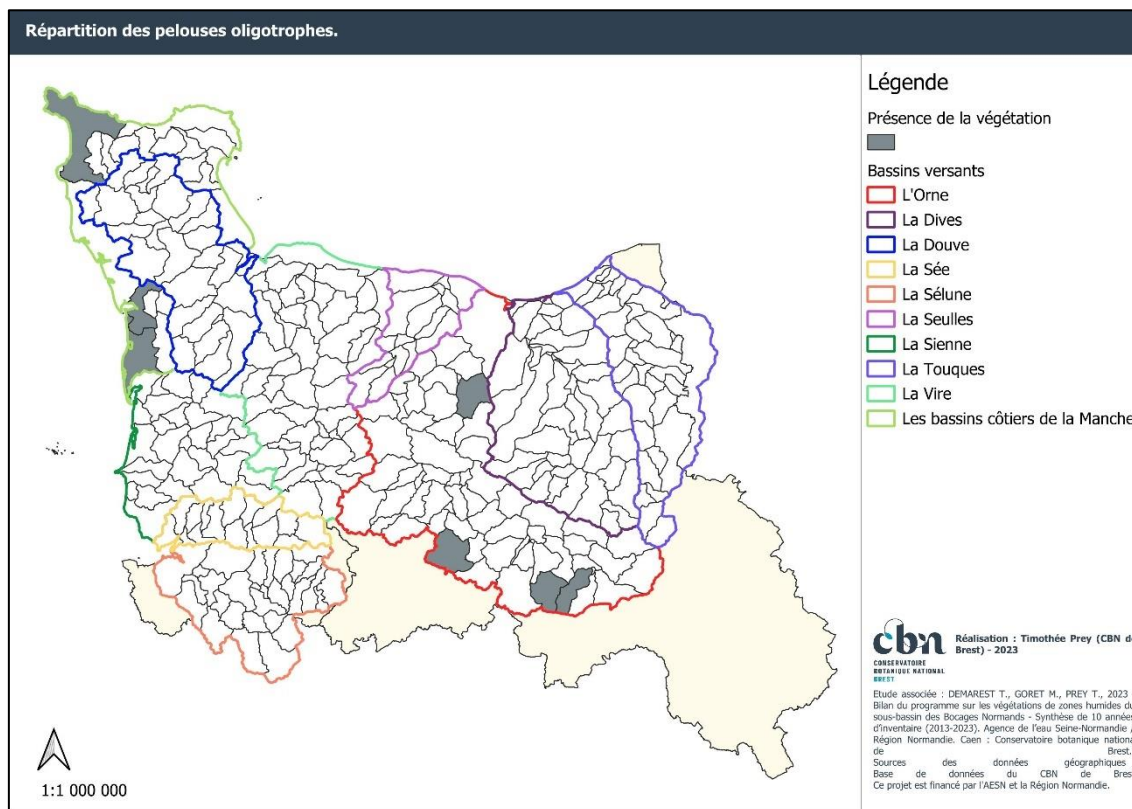 Répartition des pelouses oligotrophes.
Légende
Présence de la végétation
Bassins versants
L'Orne
La Dives
La Douve
La Sée
La Sélune
La Seulles
La Sienne
La Touques
La Vire
Les bassins côtiers de la Manche
cbn
CONSERVATOIRE
BOTANIQUE NATIONAL
BREST
Réalisation : Timothée Prey (CBN de
Brest) - 2023
Etude associée : DEMAREST T., GORET M., PREY T., 2023
Bilan du programme sur les végétations de zones humides du
sous-bassin des Bocages Normands - Synthèse de 10 années
d'inventaire (2013-2023). Agence de l'eau Seine-Normandie /
Région Normandie. Caen : Conservatoire botanique national
de Brest.
Sources des données géographiques
Base de données du CBN de Brest
Ce projet est financé par l'AESN et la Région Normandie.
1:1 000 000